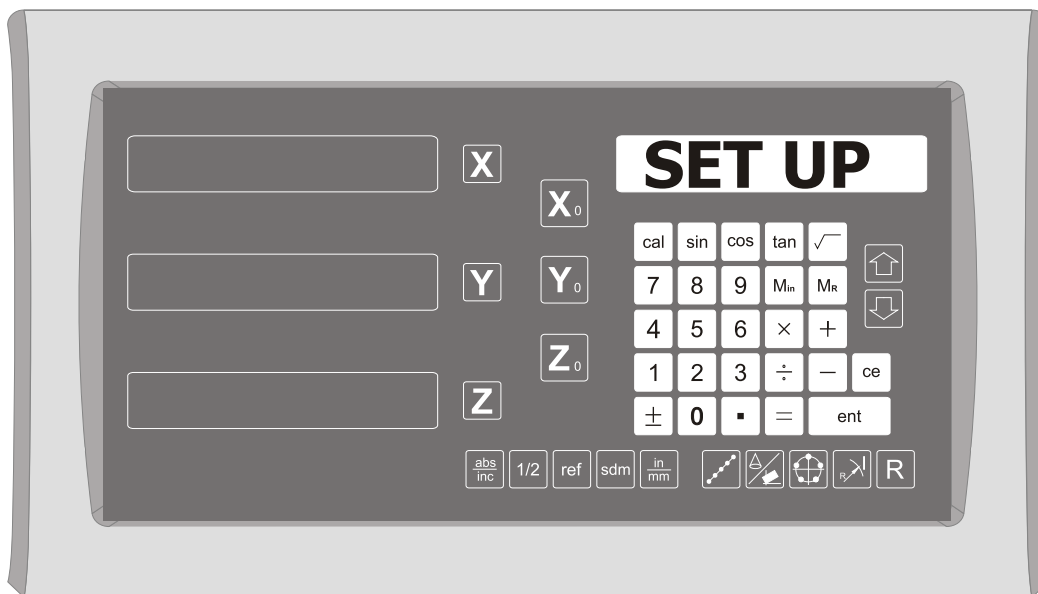 SET UP
X
X0
cal sin cos tan √
7 8 9 Min MR
Y
Y0
4 5 6 × +
Z0
1 2 3 ÷ − ce
Z
± 0 . = ent
abs
inc
1/2 ref sdm
in
mm
R
R